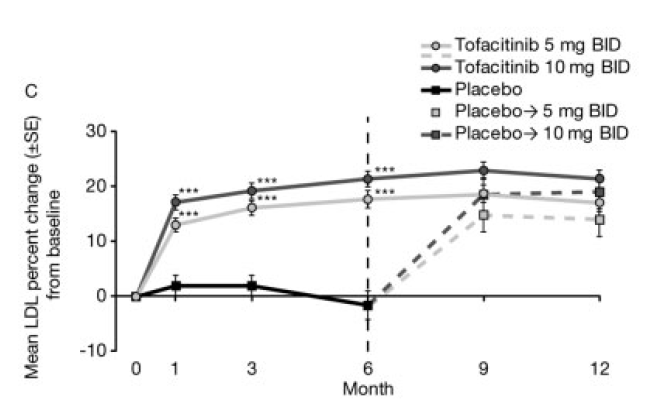 Tofacitinib 5 mg BID
Tofacitinib 10 mg BID
Placebo
Placebo→ 5 mg BID
Placebo→ 10 mg BID
C
Mean LDL percent change (±SE)
from baseline
30
20
10
0
-10
***
***
***
***
***
***
0 1 3 6 9 12
Month